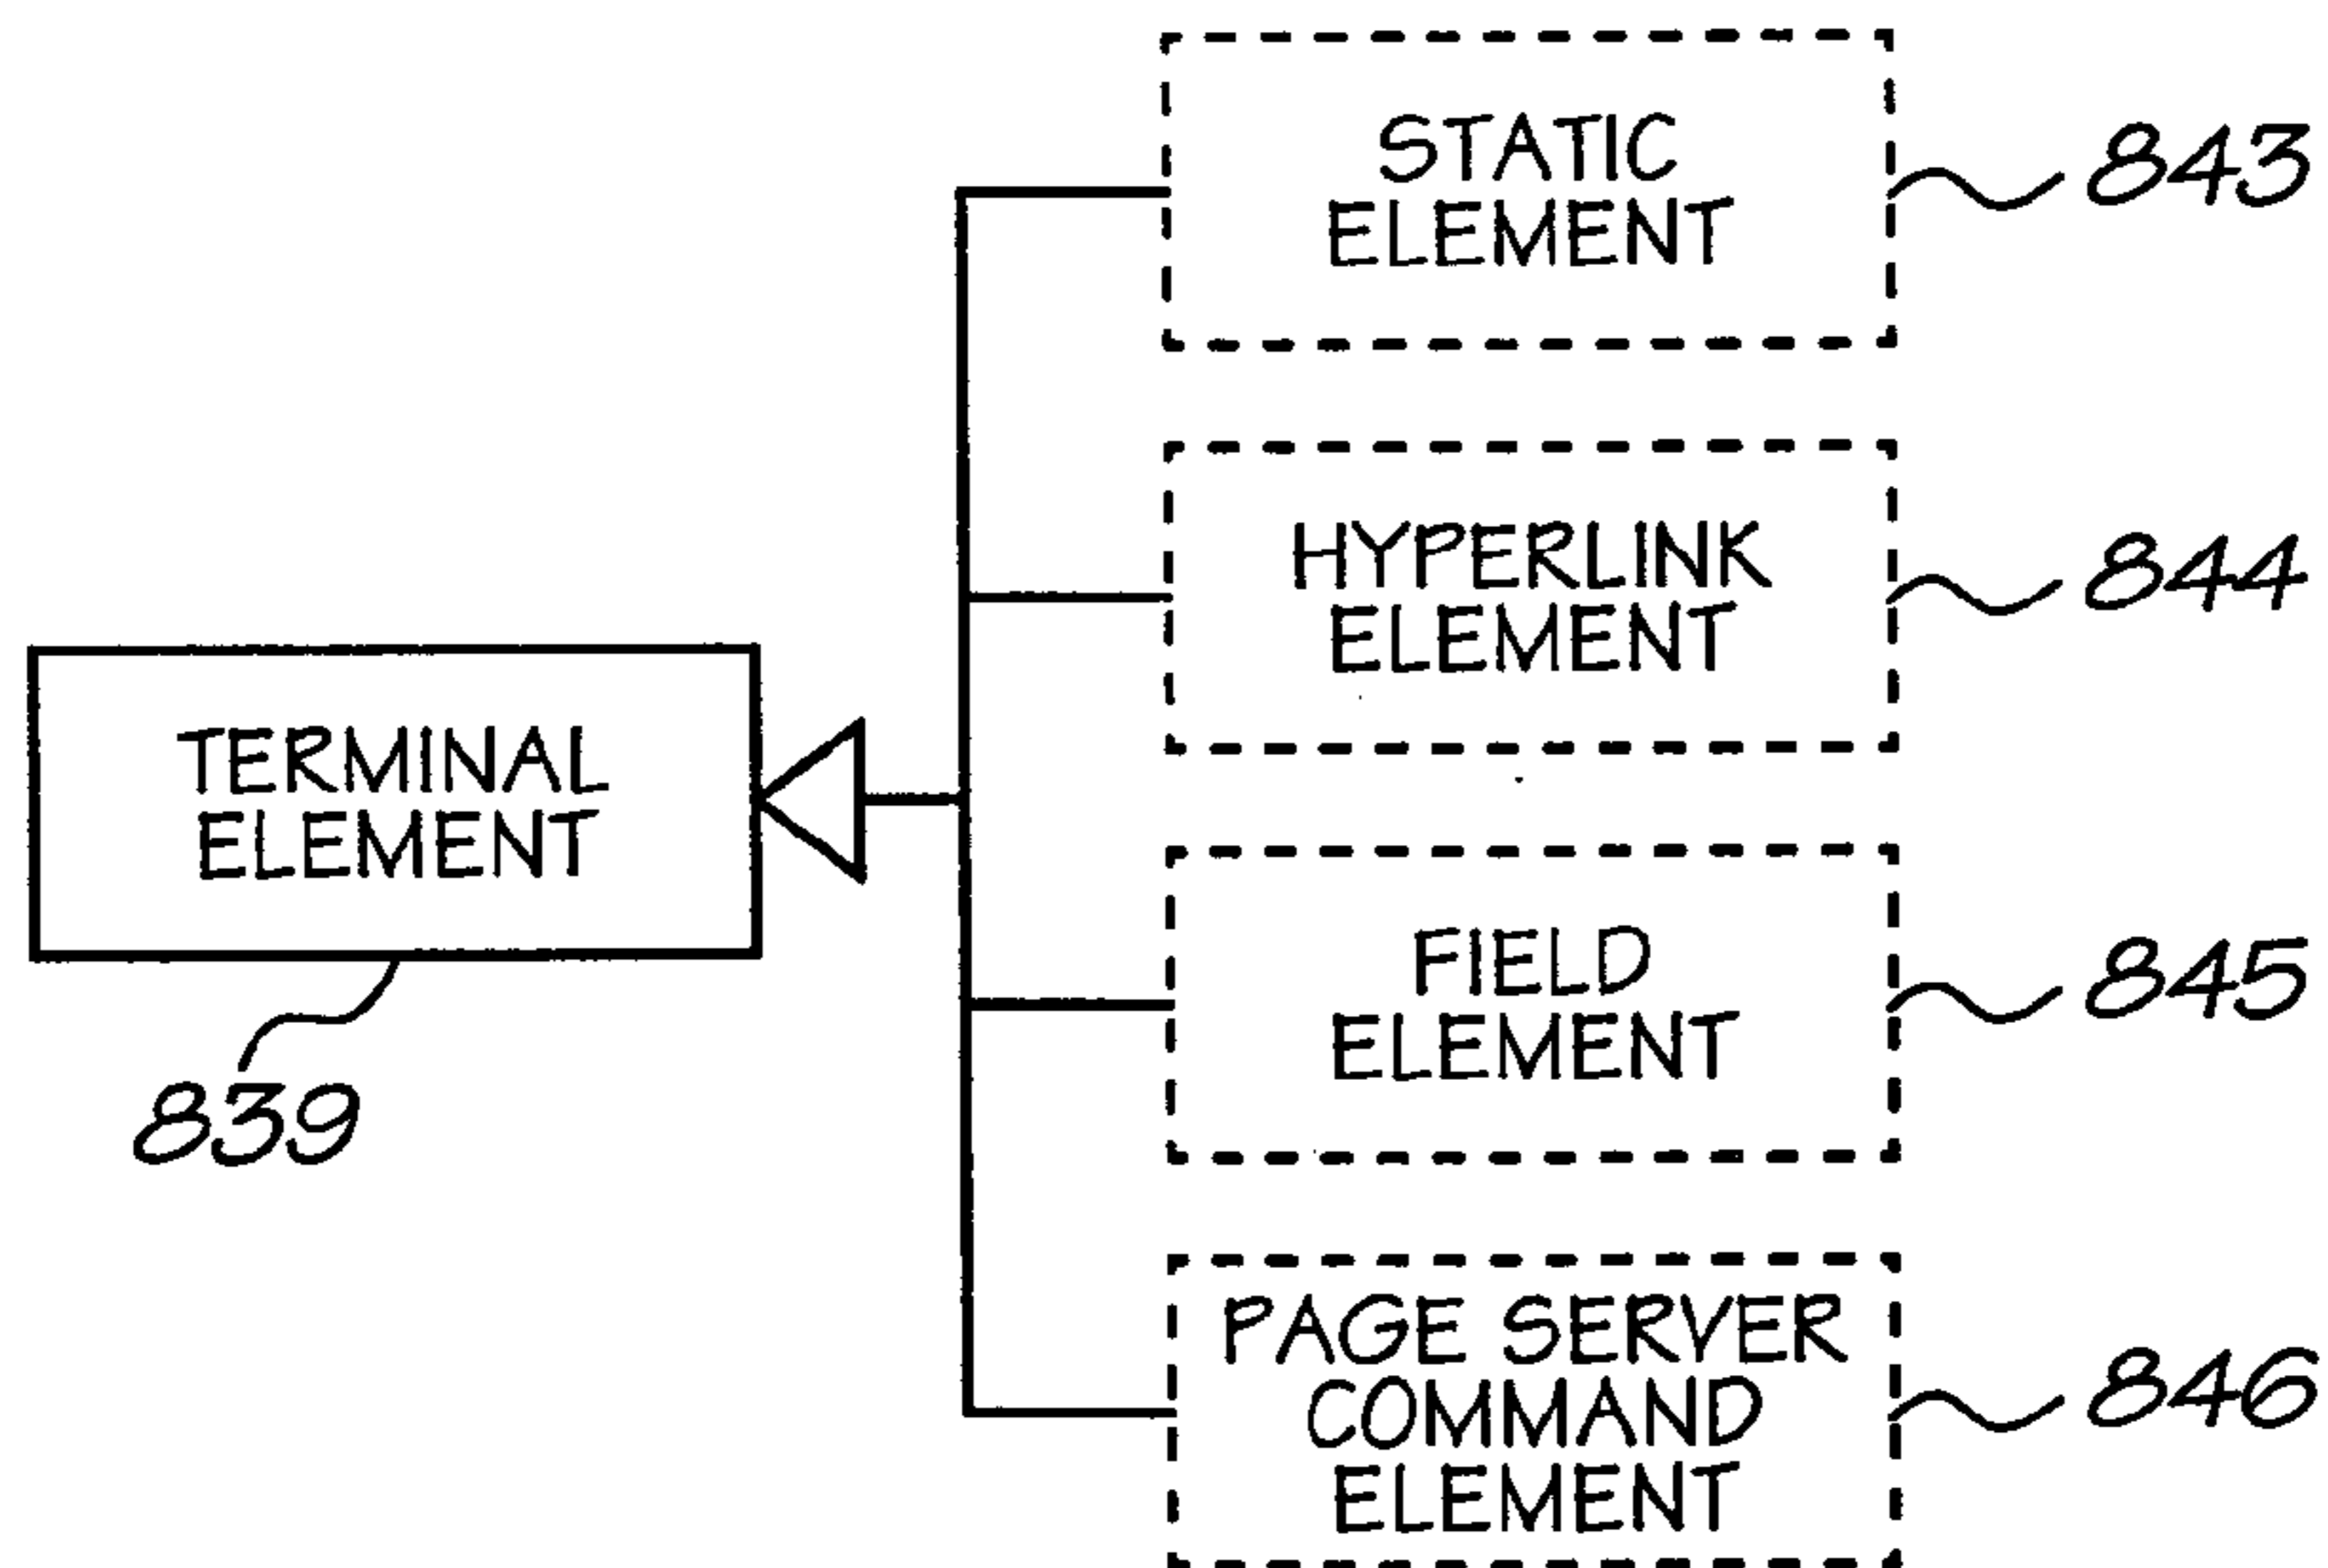 STATIC
ELEMENT
843
HYPERLINK
ELEMENT
844
TERMINAL
ELEMENT
839
FIELD
ELEMENT
845
PAGE SERVER
COMMAND
ELEMENT
846